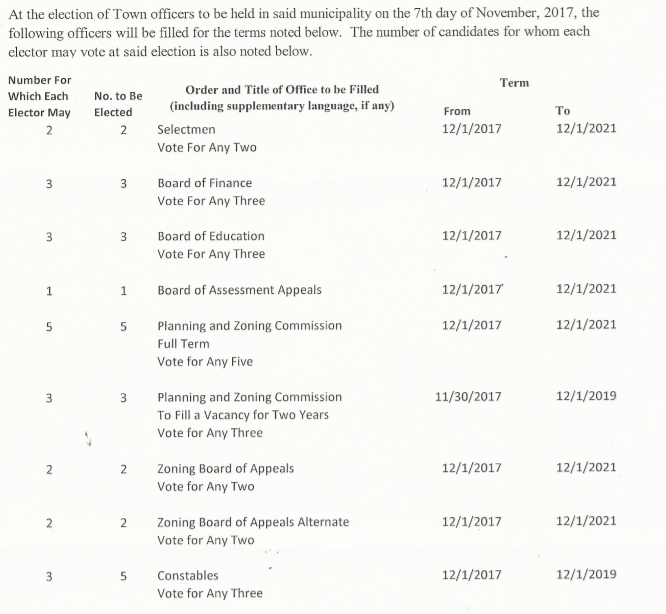 At the election of Town officers to be held in said municipality on the 7th day of November, 2017, the
following officers will be filled for the terms noted below. The number of candidates for whom each
elector may vote at said election is also noted below.
Number For
Which Each
Elector May
No. to Be
Elected
Order and Title of Office to be Filled
(including supplementary language, if any)
Term
From To
2 2 Selectmen 12/1/2017 12/1/2021
Vote For Any Two
3 3 Board of Finance 12/1/2017 12/1/2021
Vote For Any Three
3 3 Board of Education 12/1/2017 12/1/2021
Vote For Any Three
1 1 Board of Assessment Appeals 12/1/2017 12/1/2021
5 5 Planning and Zoning Commission 12/1/2017 12/1/2021
Full Term
Vote for Any Five
3 3 Planning and Zoning Commission 11/30/2017 12/1/2019
To Fill a Vacancy for Two Years
Vote for Any Three
2 2 Zoning Board of Appeals 12/1/2017 12/1/2021
Vote for Any Two
2 2 Zoning Board of Appeals Alternate 12/1/2017 12/1/2021
Vote for Any Two
3 5 Constables 12/1/2017 12/1/2019
Vote for Any Three